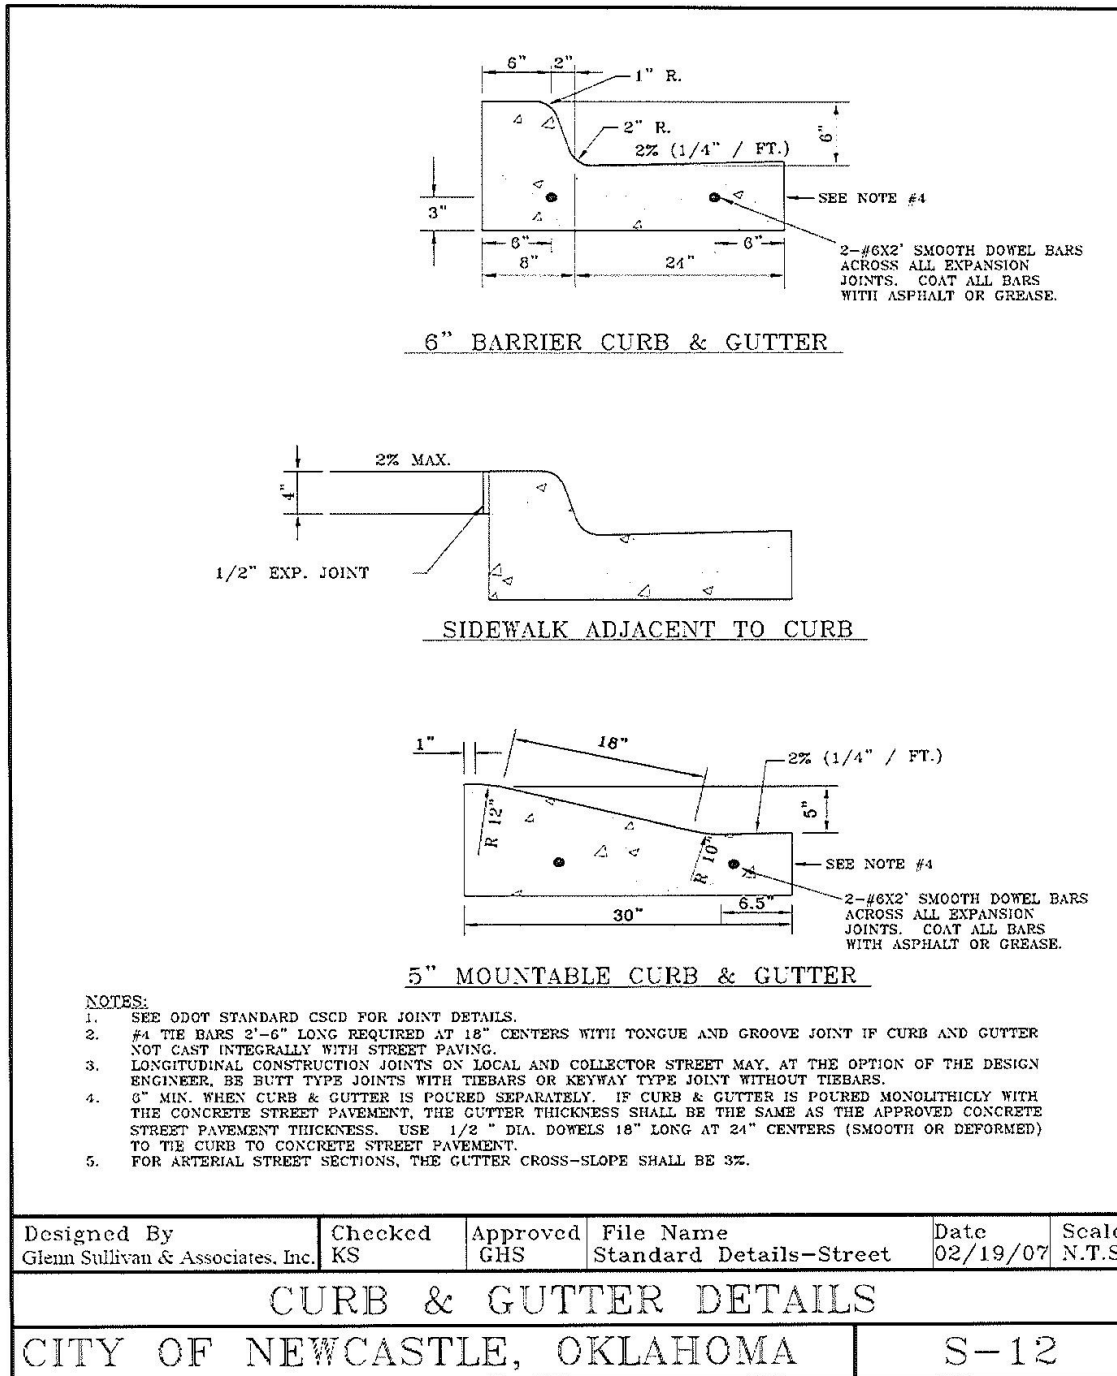 6" 2"
1" R.
2" R.
2% (1/4" / FT.)
6"
3"
SEE NOTE #4
6" 6"
8" 24"
2-#6X2' SMOOTH DOWEL BARS
ACROSS ALL EXPANSION
JOINTS. COAT ALL BARS
WITH ASPHALT OR GREASE.
6" BARRIER CURB & GUTTER
2% MAX.
4"
1/2" EXP. JOINT
SIDEWALK ADJACENT TO CURB
1" 18"
2% (1/4" / FT.)
5"
R 12"
R 10"
SEE NOTE #4
6.5"
30"
2-#6X2' SMOOTH DOWEL BARS
ACROSS ALL EXPANSION
JOINTS. COAT ALL BARS
WITH ASPHALT OR GREASE.
5" MOUNTABLE CURB & GUTTER
NOTES:
1. SEE ODOT STANDARD CSCD FOR JOINT DETAILS.
2. #4 TIE BARS 2'-6" LONG REQUIRED AT 18" CENTERS WITH TONGUE AND GROOVE JOINT IF CURB AND GUTTER
NOT CAST INTEGRALLY WITH STREET PAVING.
3. LONGITUDINAL CONSTRUCTION JOINTS ON LOCAL AND COLLECTOR STREET MAY, AT THE OPTION OF THE DESIGN
ENGINEER, BE BUTT TYPE JOINTS WITH TIEBARS OR KEYWAY TYPE JOINT WITHOUT TIEBARS.
4. 6" MIN. WHEN CURB & GUTTER IS POURED SEPARATELY. IF CURB & GUTTER IS POURED MONOLITHICLY WITH
THE CONCRETE STREET PAVEMENT, THE GUTTER THICKNESS SHALL BE THE SAME AS THE APPROVED CONCRETE
STREET PAVEMENT THICKNESS. USE 1/2 " DIA. DOWELS 18" LONG AT 24" CENTERS (SMOOTH OR DEFORMED)
TO TIE CURB TO CONCRETE STREET PAVEMENT.
5. FOR ARTERIAL STREET SECTIONS, THE GUTTER CROSS-SLOPE SHALL BE 3%.
Designed By Checked Approved File Name Date Scale
Glenn Sullivan & Associates, Inc. KS GHS Standard Details-Street 02/19/07 N.T.S
CURB & GUTTER DETAILS
CITY OF NEWCASTLE, OKLAHOMA S-12